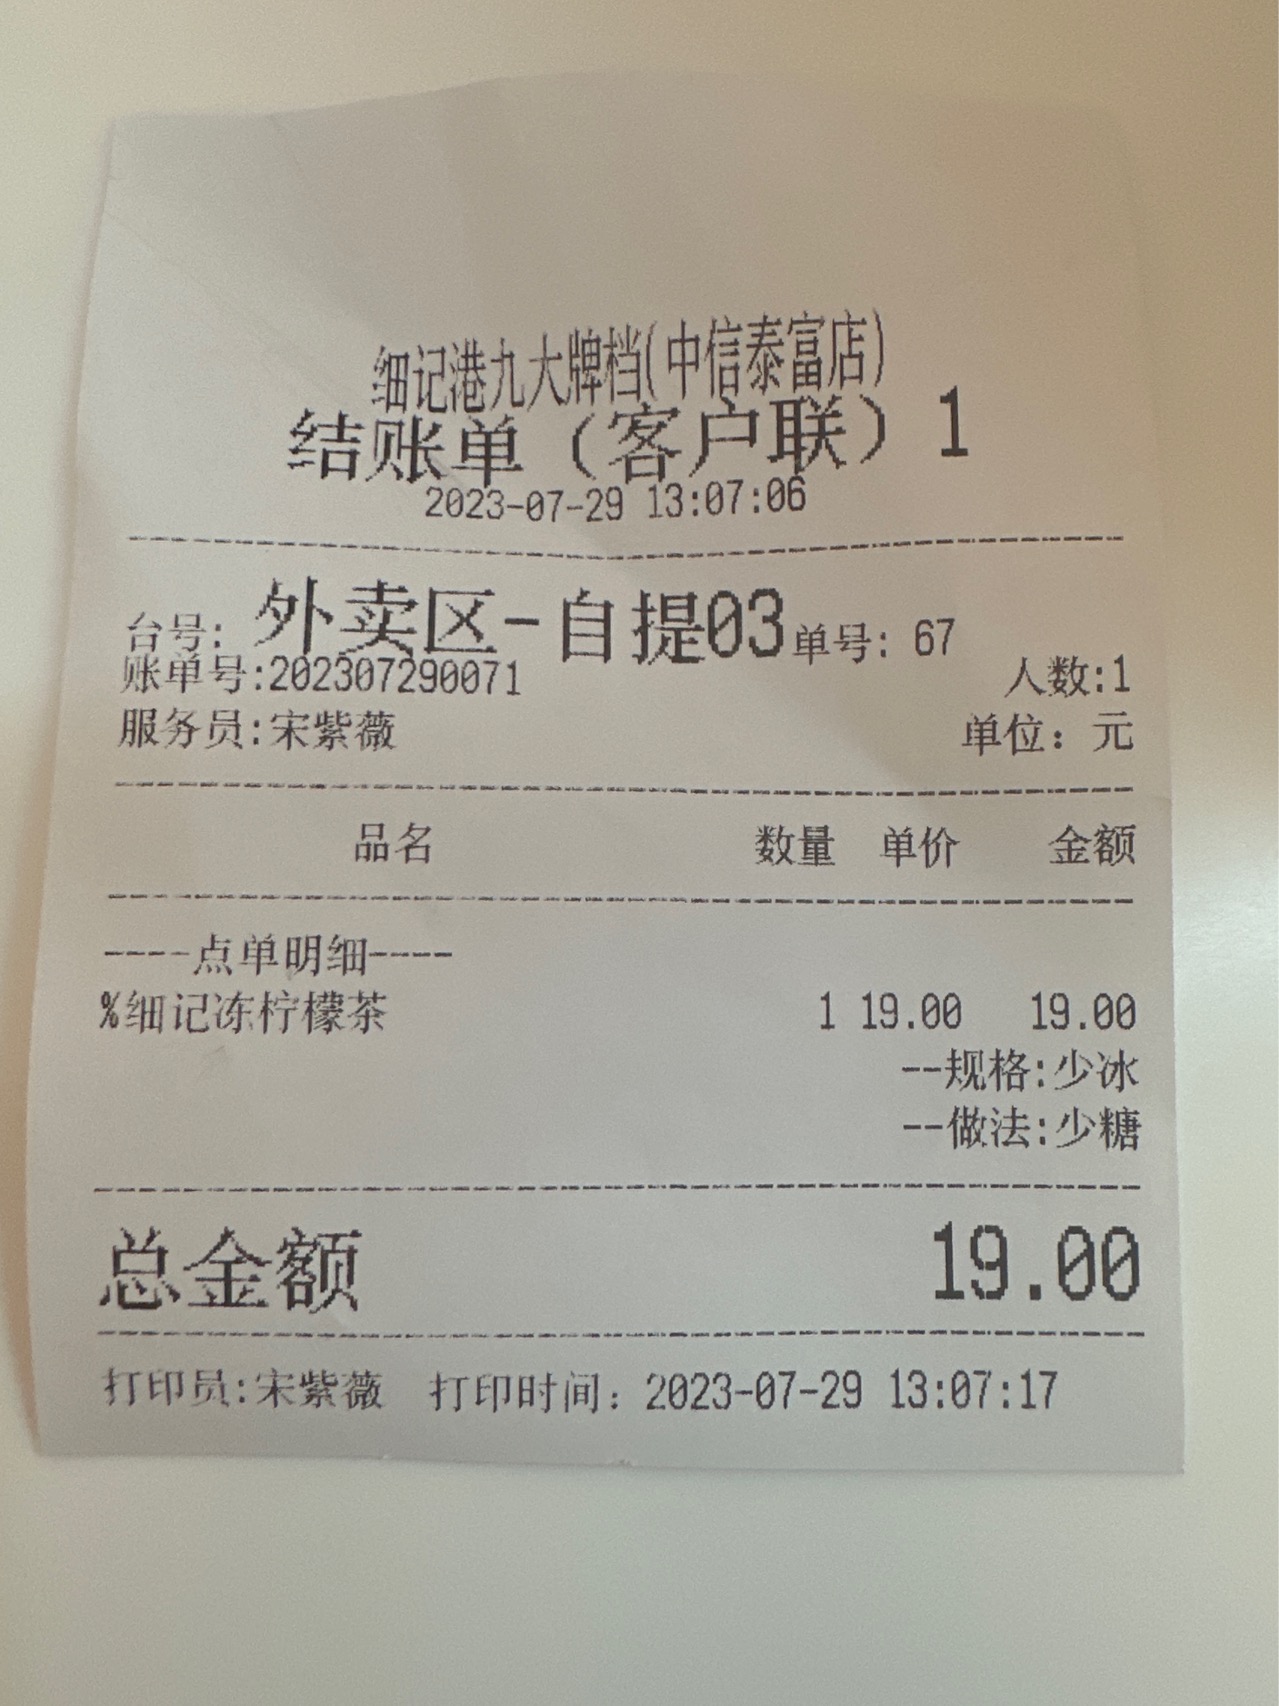 细记港九大牌档(中信泰富店)
结账单（客户联）1
2023-07-29 13:07:06
台号: 外卖区-自提03 单号: 67
账单号:202307290071 人数:1
服务员:宋紫薇 单位：元
品名 数量 单价 金额
----点单明细----
%细记冻柠檬茶 1 19.00 19.00
--规格:少冰
--做法:少糖
总金额 19.00
打印员:宋紫薇 打印时间：2023-07-29 13:07:17